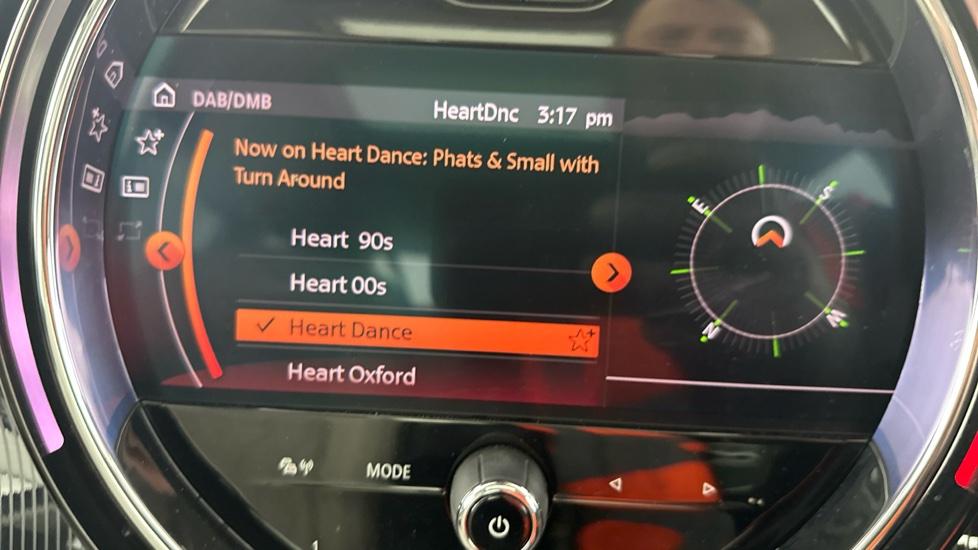 DAB/DMB HeartDnc 3:17 pm
Now on Heart Dance: Phats & Small with
Turn Around
Heart 90s
Heart 00s
Heart Dance
Heart Oxford
E S
N W
MODE
1